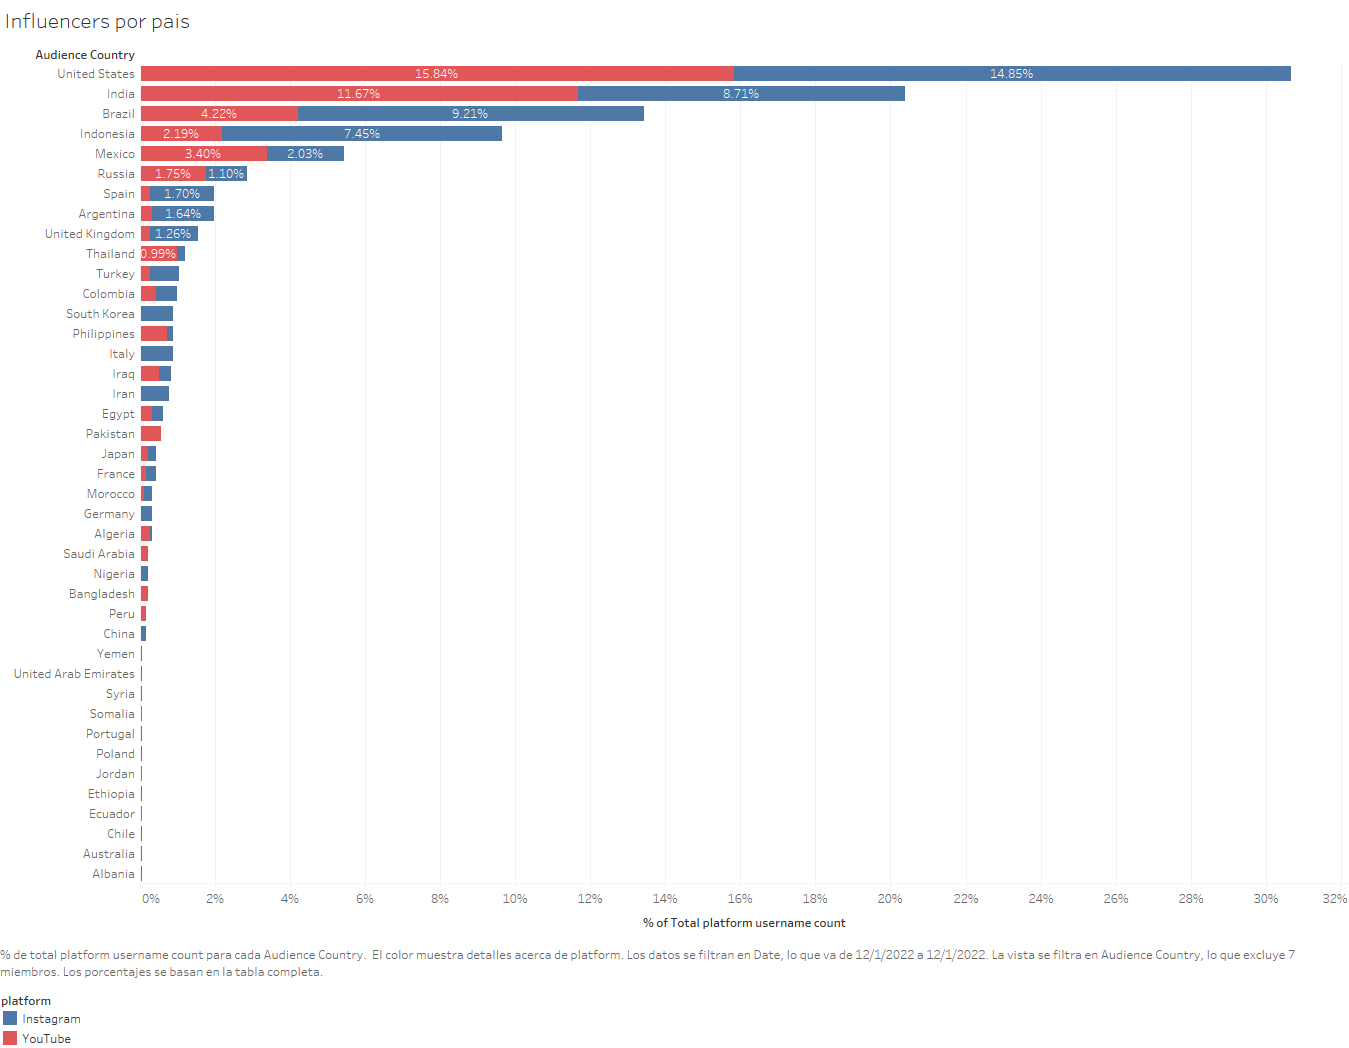 Influencers por pais
Audience Country
United States 15.84% 14.85%
India 11.67% 8.71%
Brazil 4.22% 9.21%
Indonesia 2.19% 7.45%
Mexico 3.40% 2.03%
Russia 1.75% 1.10%
Spain 1.70%
Argentina 1.64%
United Kingdom 1.26%
Thailand 0.99%
Turkey
Colombia
South Korea
Philippines
Italy
Iraq
Iran
Egypt
Pakistan
Japan
France
Morocco
Germany
Algeria
Saudi Arabia
Nigeria
Bangladesh
Peru
China
Yemen
United Arab Emirates
Syria
Somalia
Portugal
Poland
Jordan
Ethiopia
Ecuador
Chile
Australia
Albania
0% 2% 4% 6% 8% 10% 12% 14% 16% 18% 20% 22% 24% 26% 28% 30% 32%
% of Total platform username count
% de total platform username count para cada Audience Country. El color muestra detalles acerca de platform. Los datos se filtran en Date, lo que va de 12/1/2022 a 12/1/2022. La vista se filtra en Audience Country, lo que excluye 7
miembros. Los porcentajes se basan en la tabla completa.
platform
Instagram
YouTube